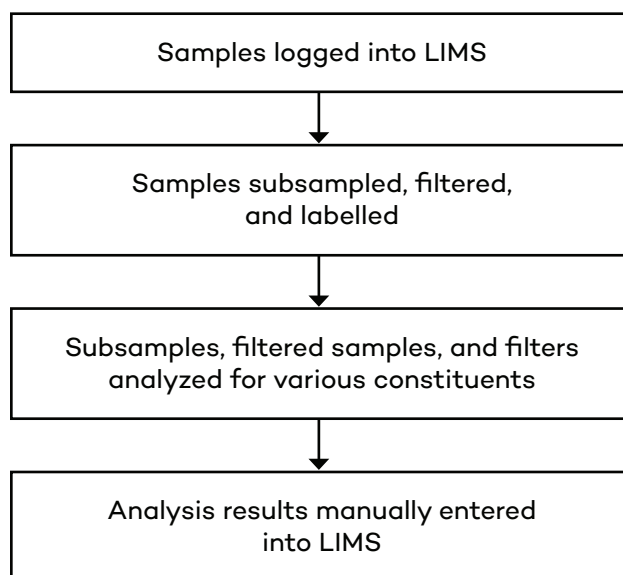 Samples logged into LIMS
Samples subsampled, filtered,
and labelled
Subsamples, filtered samples, and filters
analyzed for various constituents
Analysis results manually entered
into LIMS